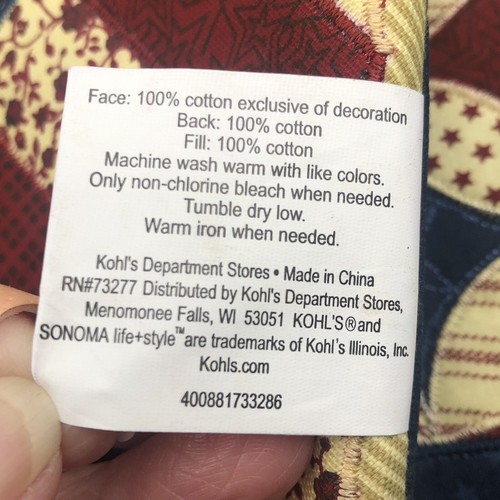 Face: 100% cotton exclusive of decoration
Back: 100% cotton
Fill: 100% cotton
Machine wash warm with like colors.
Only non-chlorine bleach when needed.
Tumble dry low.
Warm iron when needed.
Kohl's Department Stores • Made in China
RN#73277 Distributed by Kohl's Department Stores,
Menomonee Falls, WI 53051 KOHL'S® and
SONOMA life+style™ are trademarks of Kohl's Illinois, Inc.
Kohls.com
400881733286